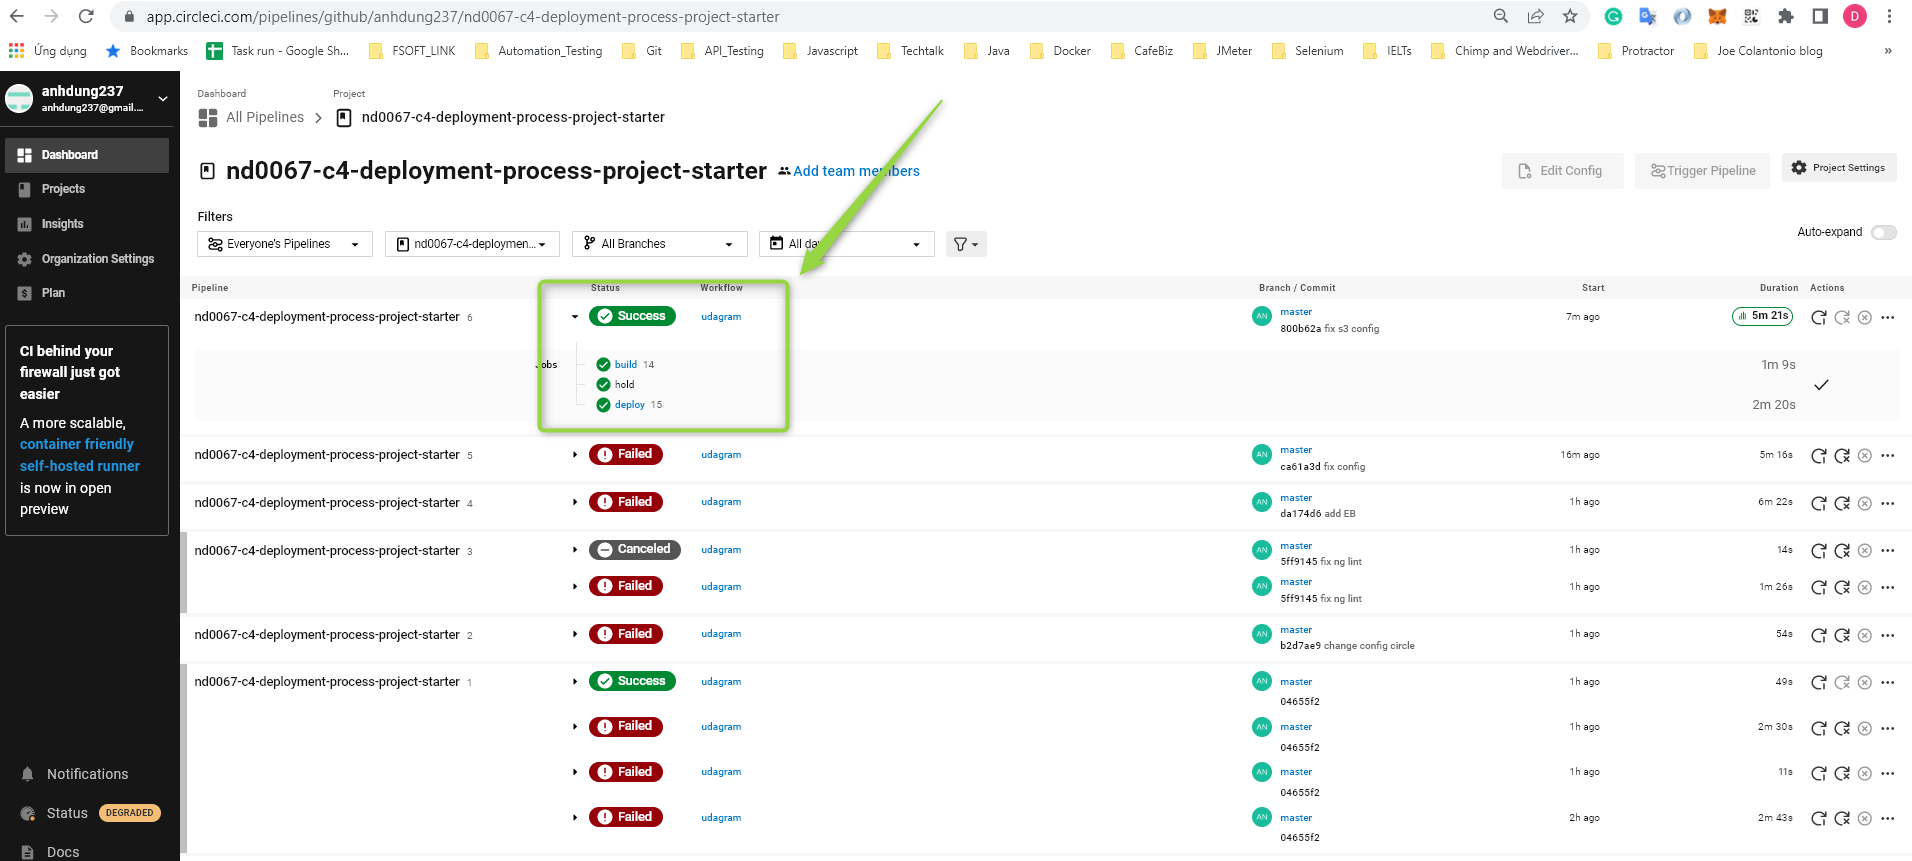 app.circleci.com/pipelines/github/anhdung237/nd0067-c4-deployment-process-project-starter
D
Ứng dụng Bookmarks Task run - Google Sh... FSOFT_LINK Automation_Testing Git API_Testing Javascript Techtalk Java Docker CafeBiz JMeter Selenium IELTs Chimp and Webdriver... Protractor Joe Colantonio blog »
anhdung237
anhdung237@gmail....
Dashboard
Projects
Insights
Organization Settings
Plan
CI behind your
firewall just got
easier
A more scalable,
container friendly
self-hosted runner
is now in open
preview
Notifications
Status DEGRADED
Docs
Dashboard Project
All Pipelines nd0067-c4-deployment-process-project-starter
nd0067-c4-deployment-process-project-starter Add team members
Edit Config Trigger Pipeline Project Settings
Filters
Everyone's Pipelines nd0067-c4-deploymen... All Branches All da
Auto-expand
Pipeline Status Workflow Branch / Commit Start Duration Actions
nd0067-c4-deployment-process-project-starter 6 Success udagram AN master 7m ago 5m 21s
800b62a fix s3 config
Jobs build 14 1m 9s
hold
deploy 15 2m 20s
nd0067-c4-deployment-process-project-starter 5 Failed udagram AN master 16m ago 5m 16s
ca61a3d fix config
nd0067-c4-deployment-process-project-starter 4 Failed udagram AN master 1h ago 6m 22s
da174d6 add EB
nd0067-c4-deployment-process-project-starter 3 Canceled udagram AN master 1h ago 14s
5ff9145 fix ng lint
Failed udagram AN master 1h ago 1m 26s
5ff9145 fix ng lint
nd0067-c4-deployment-process-project-starter 2 Failed udagram AN master 1h ago 54s
b2d7ae9 change config circle
nd0067-c4-deployment-process-project-starter 1 Success udagram AN master 1h ago 49s
04655f2
Failed udagram AN master 1h ago 2m 30s
04655f2
Failed udagram AN master 1h ago 11s
04655f2
Failed udagram AN master 2h ago 2m 43s
04655f2